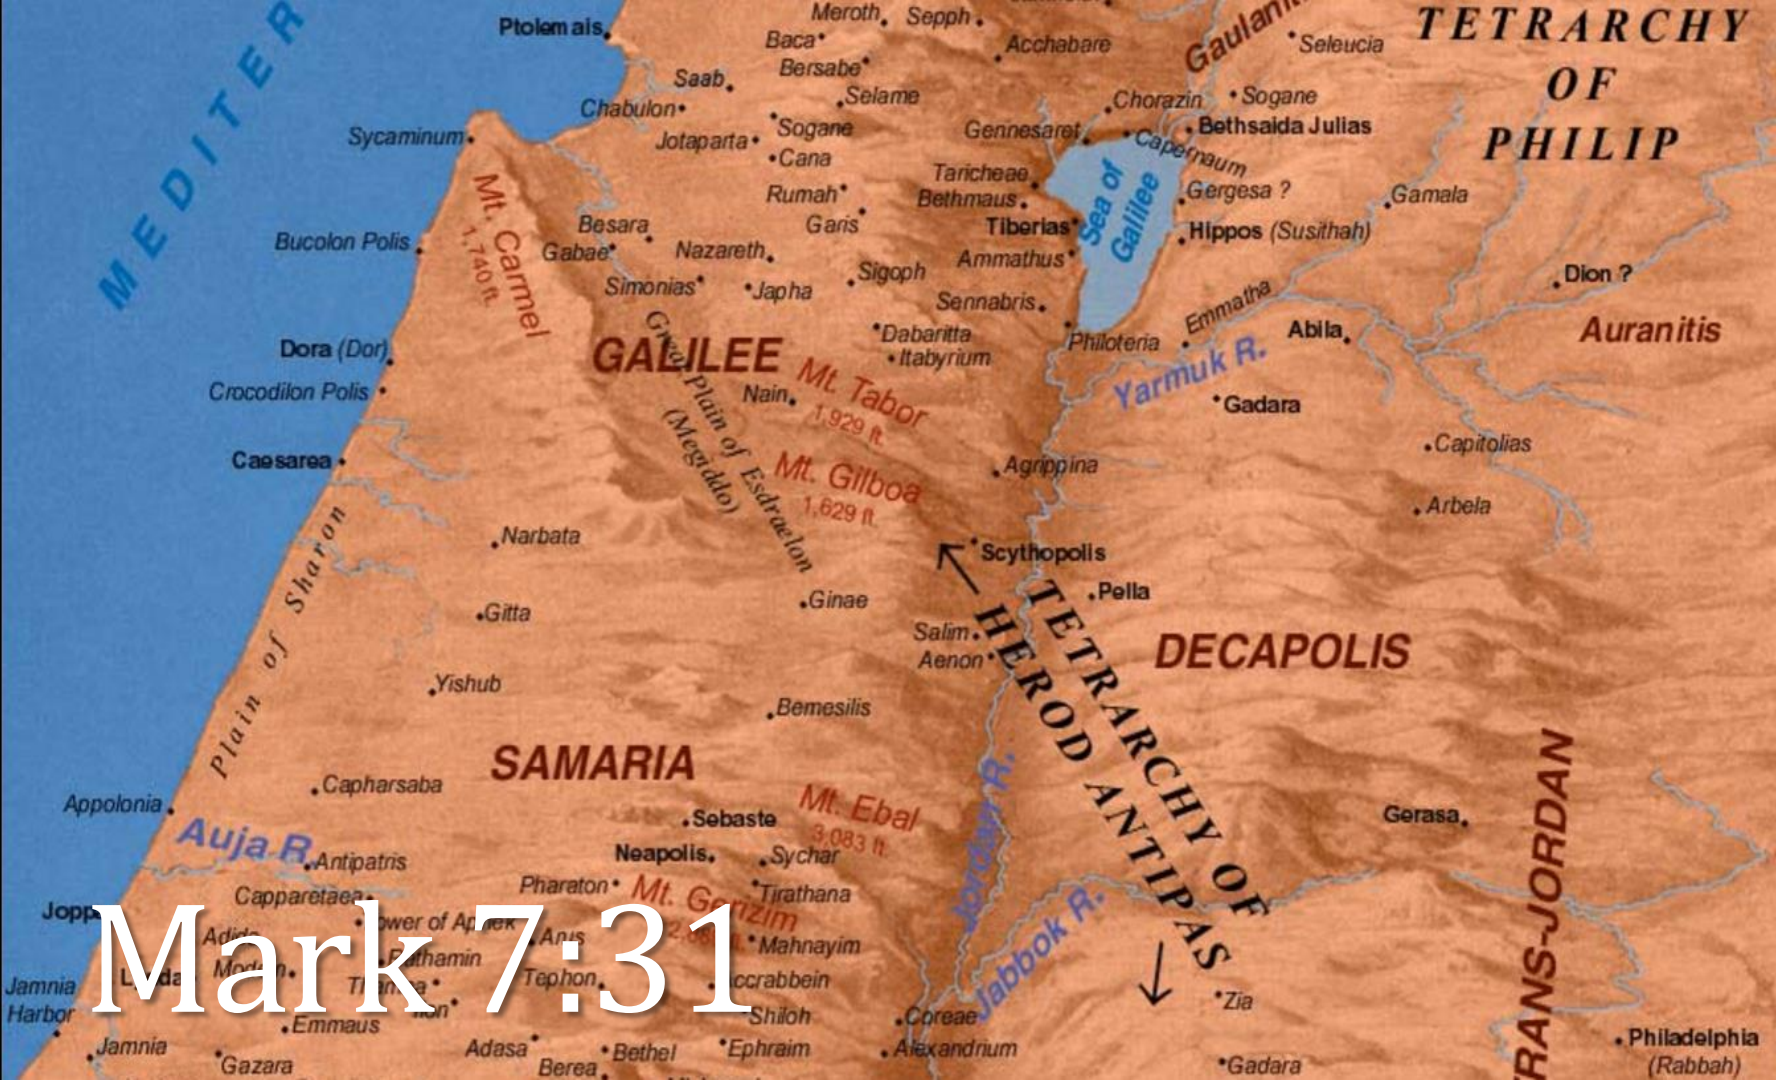 Ptolemais
Meroth
Sepph
Baca
Bersabe
Acchabare
Saab
Selame
Chabulon
Sogane
Jotaparta
Cana
Sycaminum
Rumah
Garis
Besara
Gabae
Nazareth
Simonias
Japha
Sigoph
Bucolon Polis
Mt. Carmel
1,740 ft.
MEDITER
Gaulanit
Seleucia
TETRARCHY
OF
PHILIP
Chorazin
Sogane
Gennesaret
Bethsaida Julias
Capernaum
Taricheae
Bethmaus
Gergesa ?
Gamala
Tiberias
Sea of
Galilee
Hippos (Susithah)
Ammathus
Sennabris
Dion ?
Emmatha
Philoteria
Abila
Auranitis
Yarmuk R.
Dabaritta
Itabyrium
Dora (Dor)
GALILEE
Great Plain of Esdraelon
(Megiddo)
Crocodilon Polis
Nain
Mt. Tabor
1,929 ft.
Gadara
Capitolias
Caesarea
Mt. Gilboa
1,629 ft.
Agrippina
Arbela
Plain of Sharon
Narbata
Scythopolis
Pella
Gitta
Ginae
Salim
Aenon
TETRARCHY OF
HEROD ANTIPAS
DECAPOLIS
Yishub
Bemesilis
SAMARIA
Capharsaba
Appolonia
Mt. Ebal
3,083 ft.
Sebaste
Jordan R.
Gerasa
TRANS-JORDAN
Auja R.
Antipatris
Neapolis
Sychar
Pharaton
Mt. Gerizim
Tirathana
Capparetaea
Jabbok R.
Arus
Mahnayim
Tephon
Zia
Jamnia
Harbor
Shiloh
Coreae
Emmaus
Philadelphia
(Rabbah)
Jamnia
Gazara
Adasa
Berea
Bethel
Ephraim
Alexandrium
Gadara
Mark 7:31